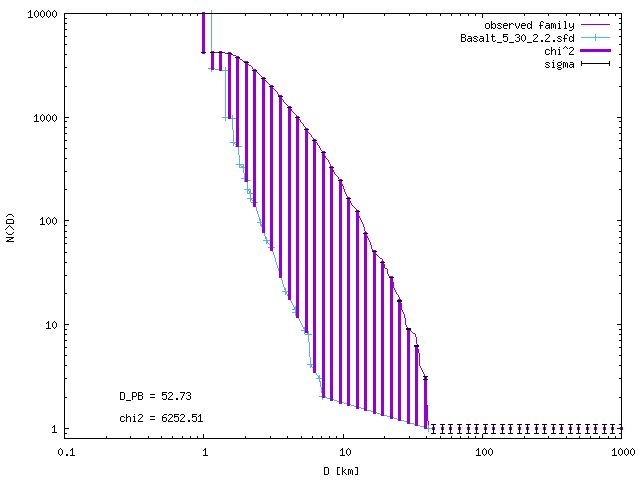 10000
1000
100
10
1
N(>D)
observed family
Basalt_5_30_2.2.sfd
chi^2
sigma
D_PB = 52.73
chi2 = 6252.51
0.1 1 10 100 1000
D [km]